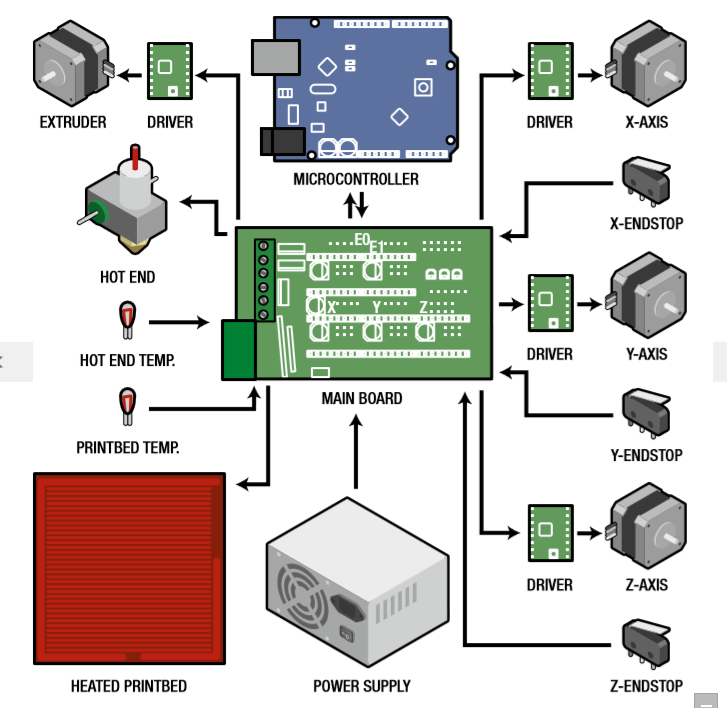 EXTRUDER
DRIVER
MICROCONTROLLER
DRIVER
X-AXIS
X-ENDSTOP
HOT END
E0
E1
X
Y
Z
HOT END TEMP.
DRIVER
Y-AXIS
MAIN BOARD
PRINTBED TEMP.
Y-ENDSTOP
DRIVER
Z-AXIS
HEATED PRINTBED
POWER SUPPLY
Z-ENDSTOP